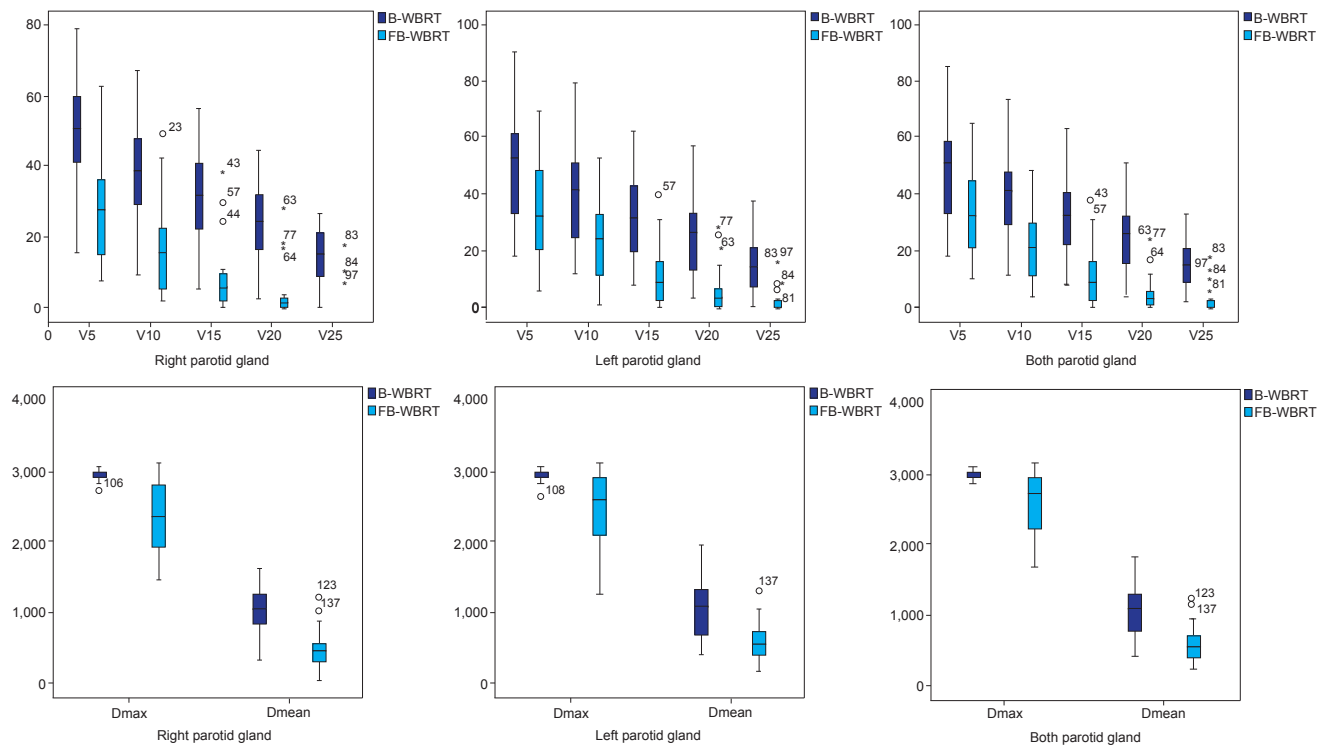 80
60
40
20
0
0
B-WBRT
FB-WBRT
23
43
57
44
63
77
64
83
84
97
V5 V10 V15 V20 V25
Right parotid gland
100
80
60
40
20
0
B-WBRT
FB-WBRT
57
77
63
83
97
84
81
V5 V10 V15 V20 V25
Left parotid gland
100
80
60
40
20
0
B-WBRT
FB-WBRT
43
57
63
77
64
97
83
84
81
V5 V10 V15 V20 V25
Both parotid gland
4,000
3,000
2,000
1,000
0
B-WBRT
FB-WBRT
106
123
137
Dmax Dmean
Right parotid gland
4,000
3,000
2,000
1,000
0
B-WBRT
FB-WBRT
108
137
Dmax Dmean
Left parotid gland
4,000
3,000
2,000
1,000
0
B-WBRT
FB-WBRT
123
137
Dmax Dmean
Both parotid gland